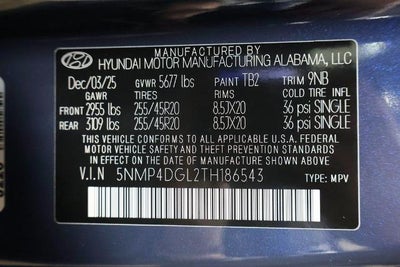 MANUFACTURED BY
HYUNDAI MOTOR MANUFACTURING ALABAMA, LLC
Dec/03/25 GVWR 5677 lbs PAINT TB2 TRIM 9NB
GAWR TIRES RIMS COLD TIRE INFL
FRONT 2955 lbs 255/45R20 8.5JX20 36 psi SINGLE
REAR 3109 lbs 255/45R20 8.5JX20 36 psi SINGLE
THIS VEHICLE CONFORMS TO ALL APPLICABLE U.S.A. FEDERAL
MOTOR VEHICLE SAFETY AND THEFT PREVENTION STANDARDS
IN EFFECT ON THE DATE OF MANUFACTURE SHOWN ABOVE
V.I.N 5NMP4DGL2TH186543 TYPE: MPV